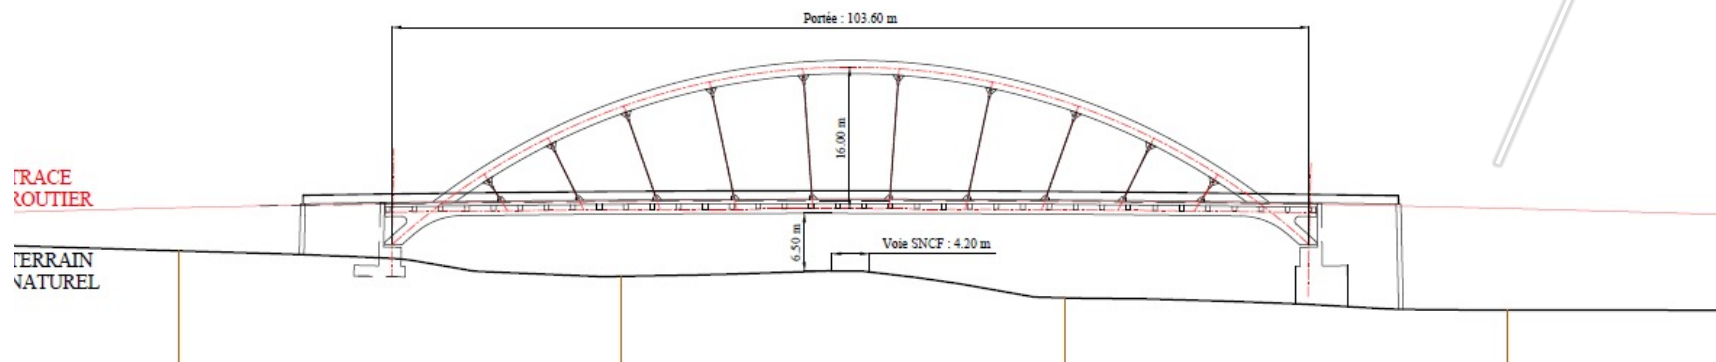 Portée : 103.60 m
16.00 m
TRACE
ROUTIER
6.50 m
Voie SNCF : 4.20 m
TERRAIN
NATUREL